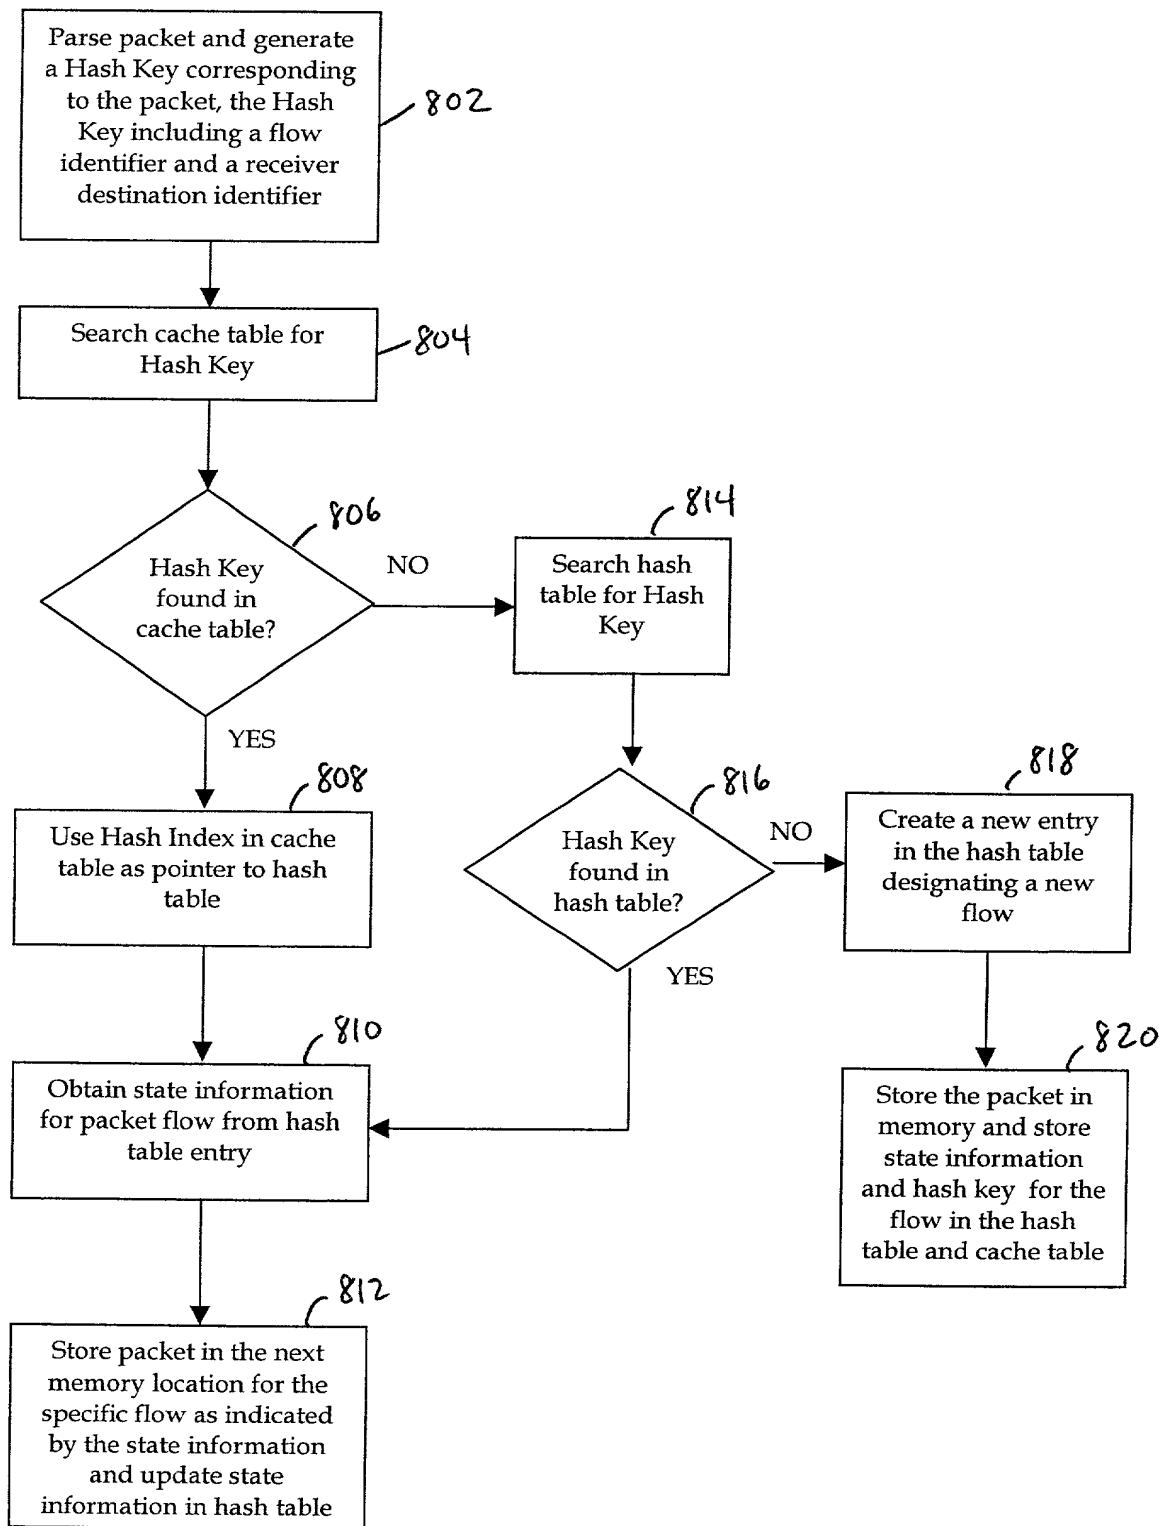 Parse packet and generate
a Hash Key corresponding
to the packet, the Hash
Key including a flow
identifier and a receiver
destination identifier
802
Search cache table for
Hash Key
804
806
Hash Key
found in
cache table?
NO
YES
814
Search hash
table for Hash
Key
808
Use Hash Index in cache
table as pointer to hash
table
816
Hash Key
found in
hash table?
NO
YES
818
Create a new entry
in the hash table
designating a new
flow
810
Obtain state information
for packet flow from hash
table entry
820
Store the packet in
memory and store
state information
and hash key for the
flow in the hash
table and cache table
812
Store packet in the next
memory location for the
specific flow as indicated
by the state information
and update state
information in hash table